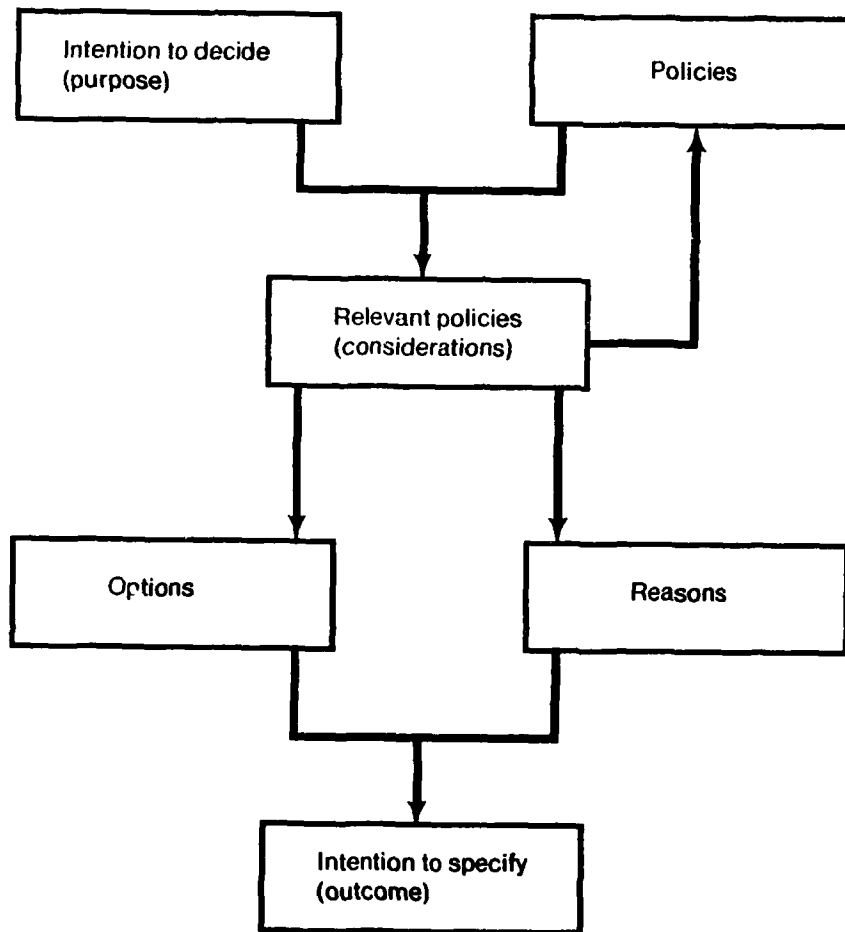 Intention to decide
(purpose)
Policies
Relevant policies
(considerations)
Options
Reasons
Intention to specify
(outcome)